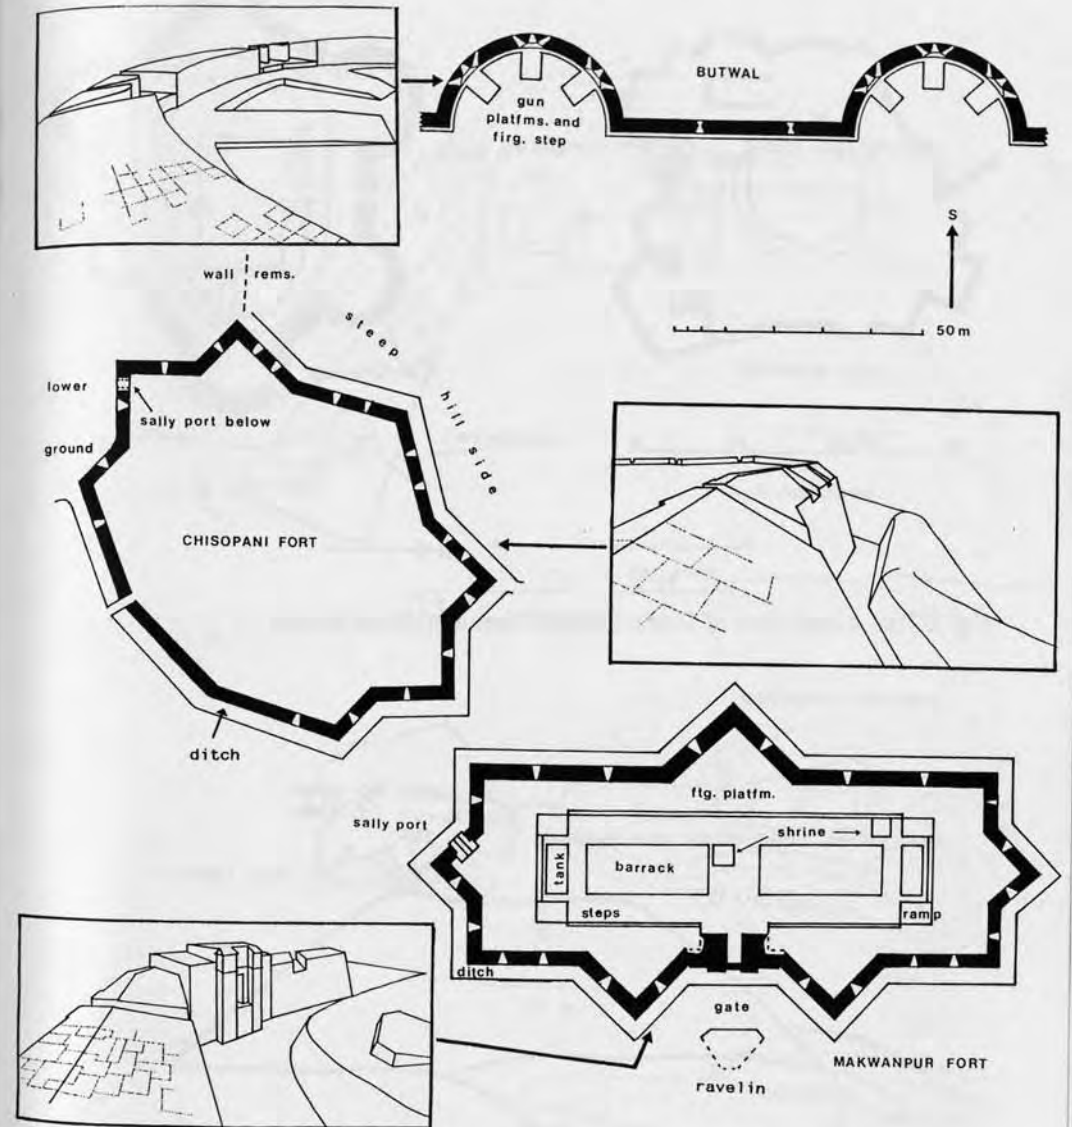 BUTWAL
gun
platfms. and
firg. step
S
50 m
wall rems.
steep
hill side
lower
sally port below
ground
CHISOPANI FORT
ditch
ftg. platfm.
sally port
shrine
tank
barrack
steps
ramp
ditch
gate
MAKWANPUR FORT
ravelin